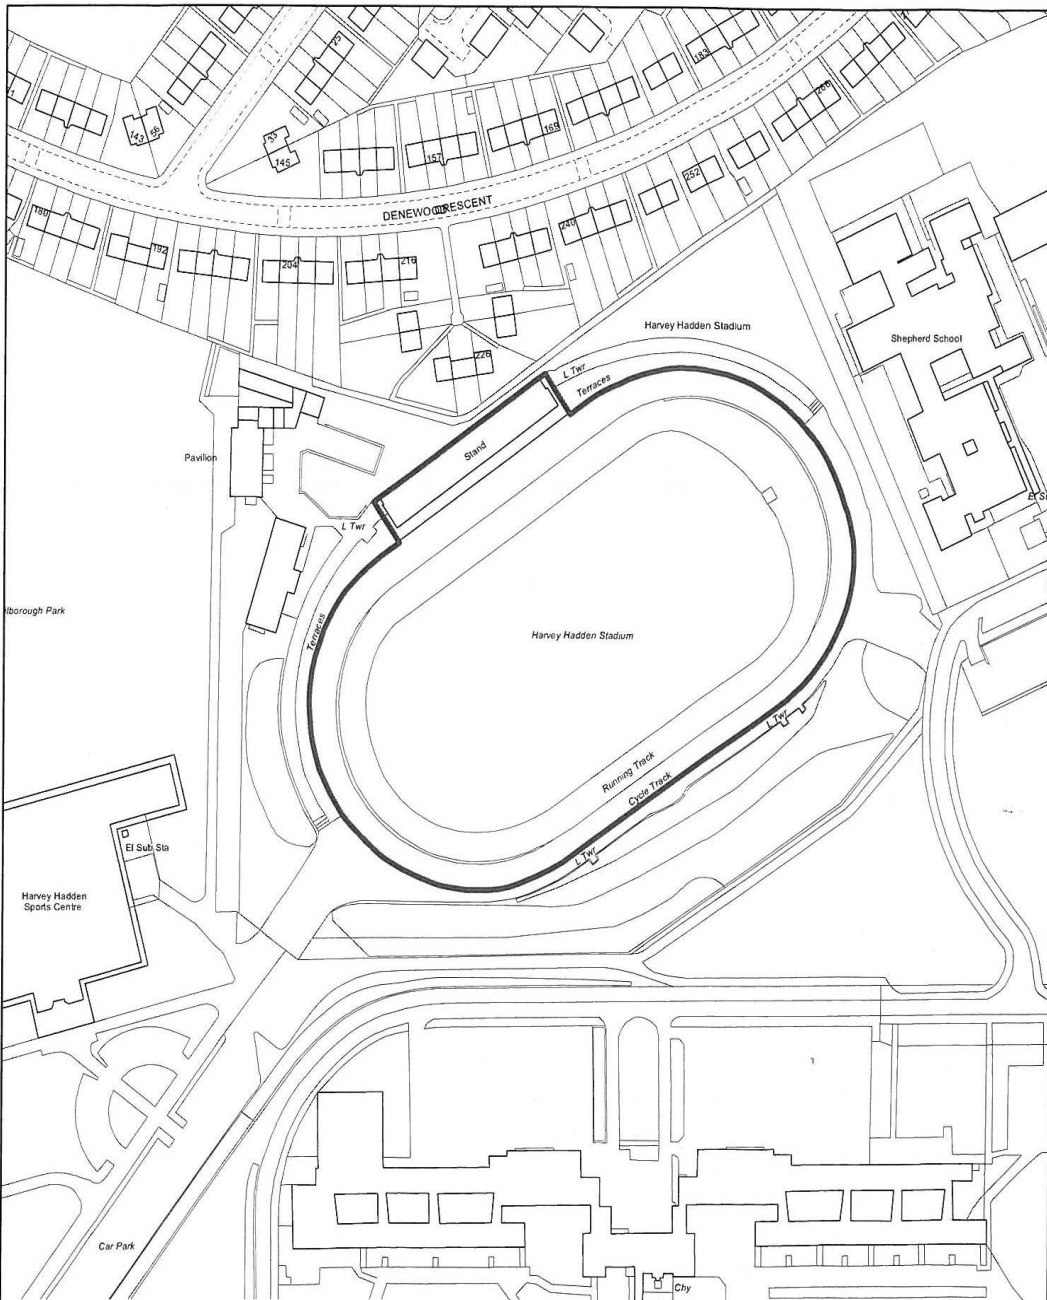 25
183
266
11
143
56
33
145
157
169
252
180
DENEWOOD CRESCENT
240
192
204
216
Harvey Hadden Stadium
Shepherd School
226
L Twr
Terraces
Stand
Pavilion
L Twr
lborough Park
Terraces
Harvey Hadden Stadium
L Twr
Running Track
Cycle Track
El Sub Sta
L Twr
Harvey Hadden
Sports Centre
Car Park
Chy